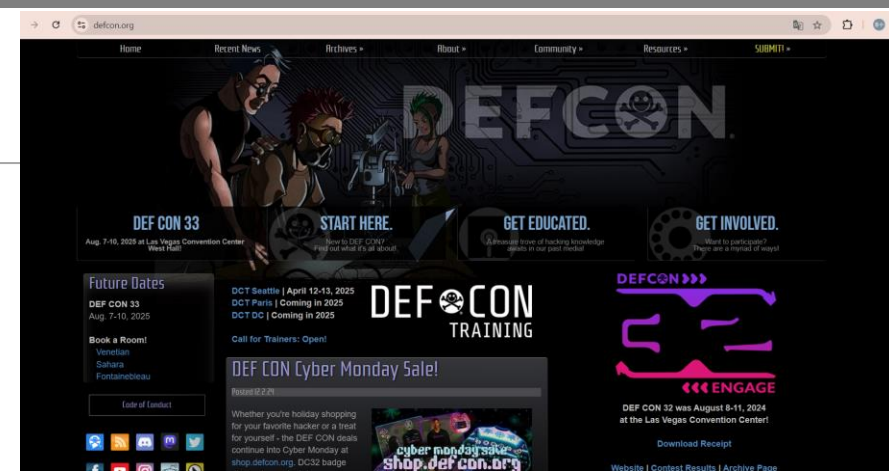 defcon.org
Home Recent News Archives » About » Community » Resources » SUBMIT! »
DEFCON
DEF CON 33
Aug. 7-10, 2025 at Las Vegas Convention Center
West Hall!
START HERE.
New to DEF CON?
Find out what it's all about!
GET EDUCATED.
A treasure trove of hacking knowledge
awaits in our past media!
GET INVOLVED.
Want to participate?
There are a myriad of ways!
Future Dates
DEF CON 33
Aug. 7-10, 2025
Book a Room!
Venetian
Sahara
Fontainebleau
Code of Conduct
DCT Seattle | April 12-13, 2025
DCT Paris | Coming in 2025
DCT DC | Coming in 2025
Call for Trainers: Open!
DEF CON
TRAINING
DEF CON Cyber Monday Sale!
Posted 12.2.24
Whether you're holiday shopping
for your favorite hacker or a treat
for yourself - the DEF CON deals
continue into Cyber Monday at
shop.defcon.org. DC32 badge
cyber monday sale
shop.def con.org
DEFCON >>>
<<< ENGAGE
DEF CON 32 was August 8-11, 2024
at the Las Vegas Convention Center!
Download Receipt
Website | Contest Results | Archive Page